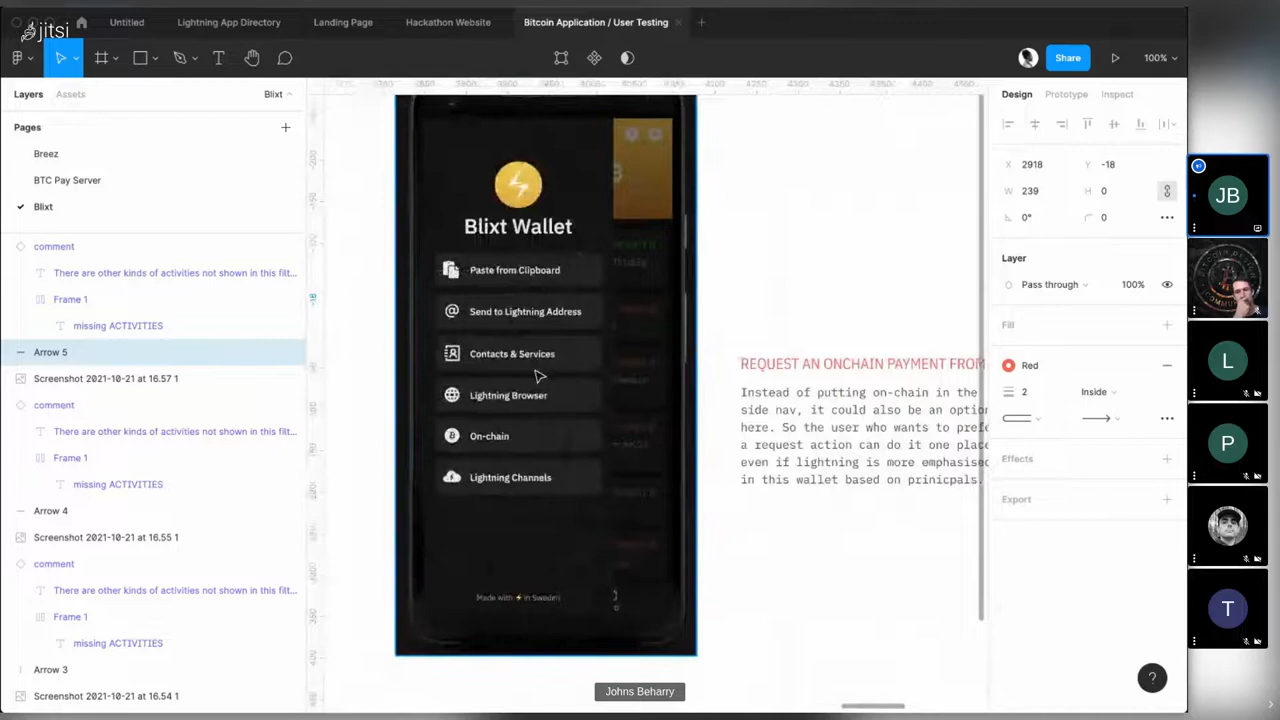 jitsi
Untitled
Lightning App Directory
Landing Page
Hackathon Website
Bitcoin Application / User Testing
Share
100%
Layers
Assets
Blixt
Design
Prototype
Inspect
Pages
Breez
BTC Pay Server
Blixt
comment
There are other kinds of activities not shown in this filt...
Frame 1
missing ACTIVITIES
Arrow 5
Screenshot 2021-10-21 at 16.57 1
comment
There are other kinds of activities not shown in this filt...
Frame 1
missing ACTIVITIES
Arrow 4
Screenshot 2021-10-21 at 16.55 1
comment
There are other kinds of activities not shown in this filt...
Frame 1
missing ACTIVITIES
Arrow 3
Screenshot 2021-10-21 at 16.54 1
Blixt Wallet
Paste from Clipboard
Send to Lightning Address
Contacts & Services
Lightning Browser
On-chain
Lightning Channels
Made with ⚡ in Sweden
REQUEST AN ONCHAIN PAYMENT FROM
Instead of putting on-chain in the
side nav, it could also be an option
here. So the user who wants to
a request action can do it one
even if lightning is more emphasised
in this wallet based on prinicpals.
X 2918 Y -18
W 239 H 0
0° 0
Layer
Pass through 100%
Fill
Red
2 Inside
Effects
Export
?
JB
L
P
T
Johns Beharry